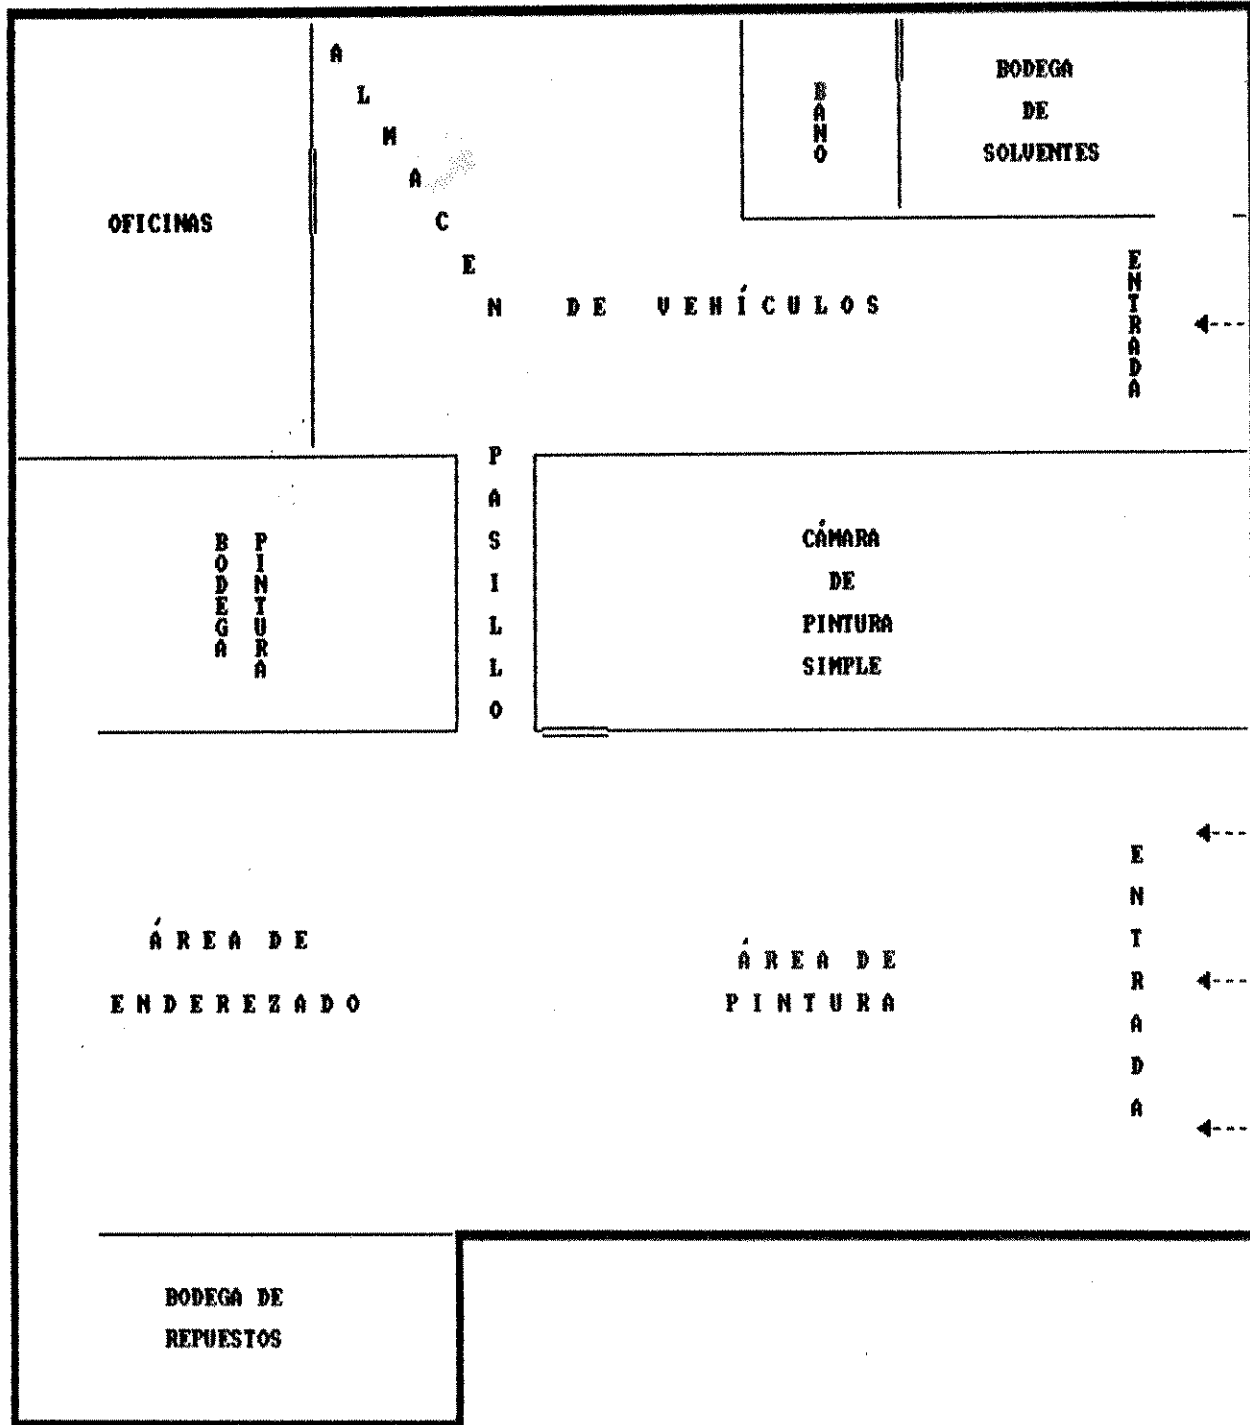 ALMACEN DE VEHÍCULOS
BANO
BODEGA
DE
SOLVENTES
OFICINAS
ENTRADA
PASILLO
BODEGA
PINTURA
CÁMARA
DE
PINTURA
SIMPLE
ENTRADA
ÁREA DE
ENDEREZADO
ÁREA DE
PINTURA
BODEGA DE
REPUESTOS